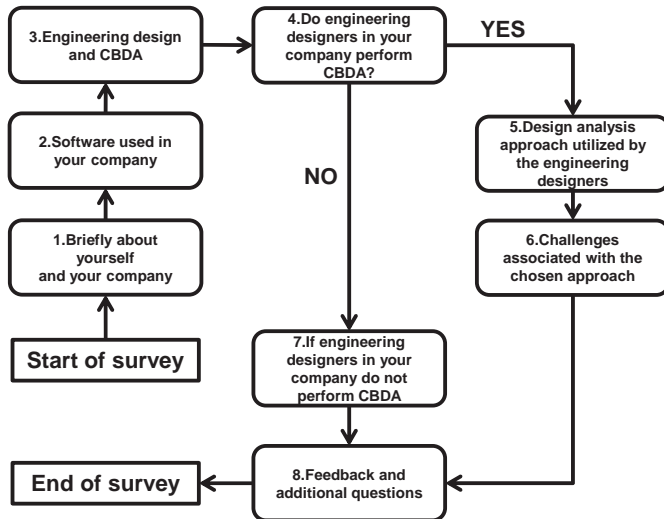 3.Engineering design
and CBDA
4.Do engineering
designers in your
company perform
CBDA?
YES
2.Software used in
your company
5.Design analysis
approach utilized by
the engineering
designers
NO
1.Briefly about
yourself
and your company
6.Challenges
associated with the
chosen approach
Start of survey
7.If engineering
designers in your
company do not
perform CBDA
End of survey
8.Feedback and
additional questions